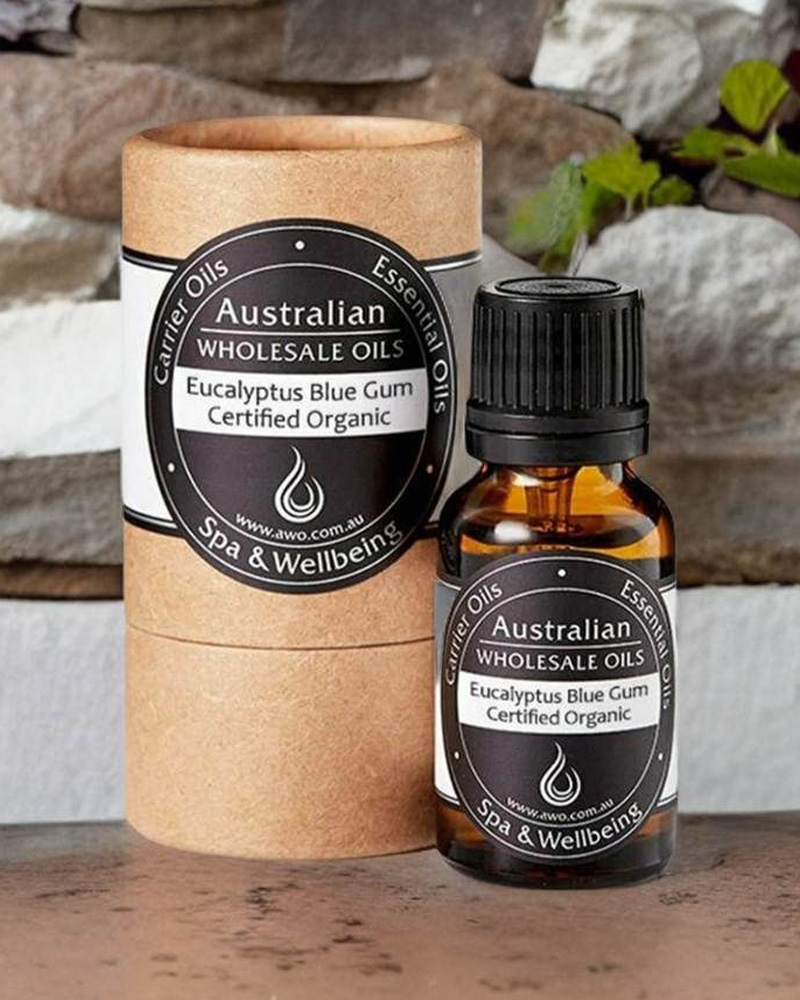 Carrier Oils
Essential Oils
Australian
WHOLESALE OILS
Eucalyptus Blue Gum
Certified Organic
www.awo.com.au
Spa & Wellbeing
Carrier Oils
Essential Oils
Australian
WHOLESALE OILS
Eucalyptus Blue Gum
Certified Organic
www.awo.com.au
Spa & Wellbeing